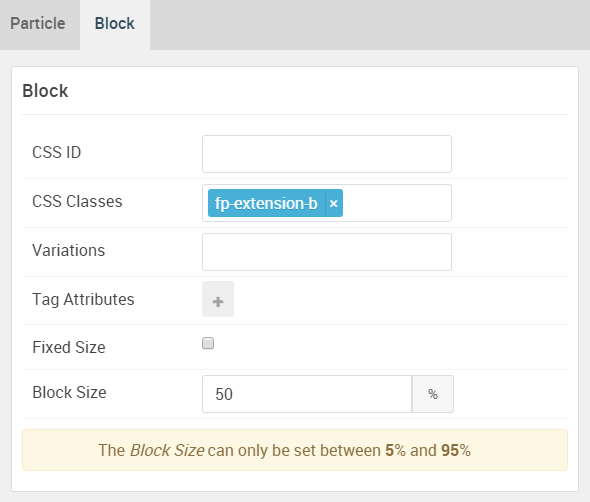 Particle Block
Block
CSS ID
CSS Classes fp-extension-b ×
Variations
Tag Attributes +
Fixed Size
Block Size 50 %
The Block Size can only be set between 5% and 95%